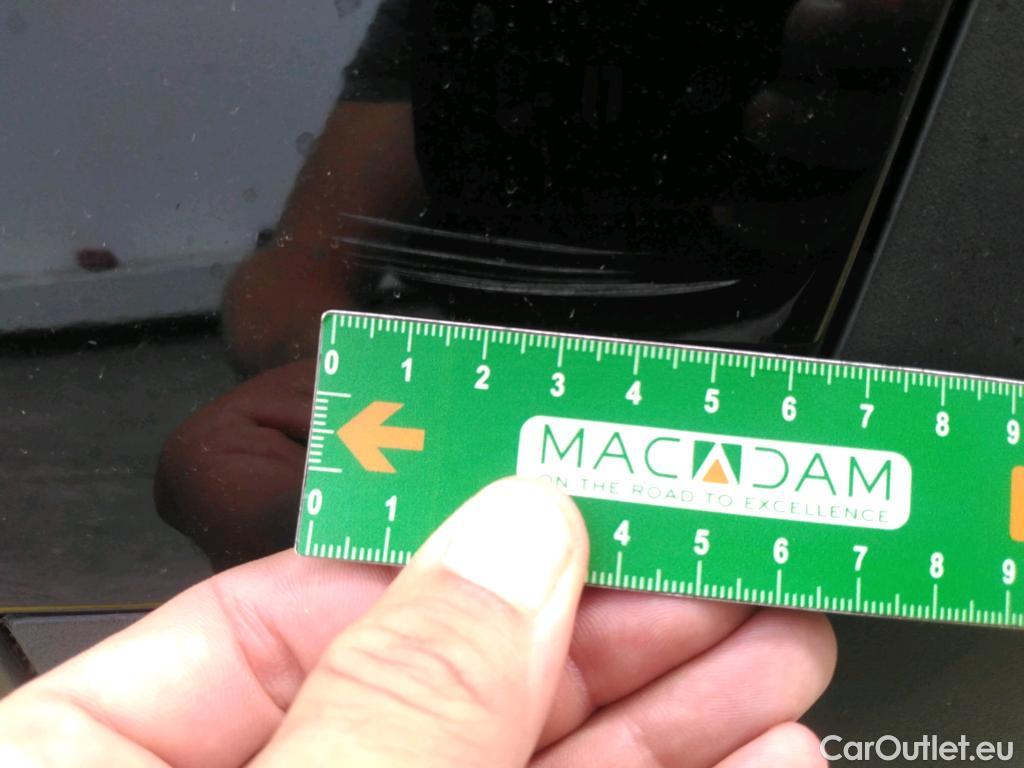 0 1 2 3 4 5 6 7 8 9
MACADAM
ON THE ROAD TO EXCELLENCE
0 1 4 5 6 7 8 9
CarOutlet.eu